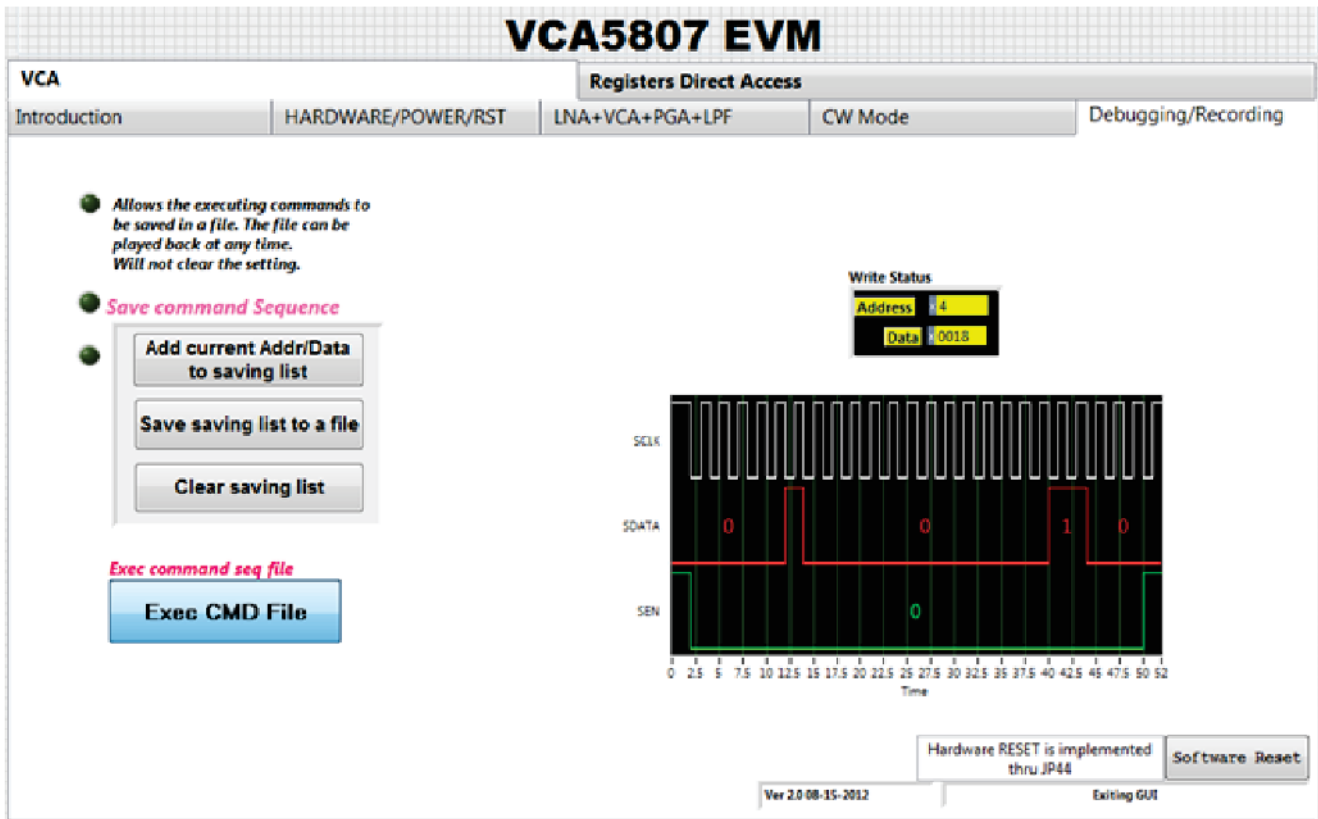 VCA5807 EVM
VCA
Registers Direct Access
Introduction
HARDWARE/POWER/RST
LNA+VCA+PGA+LPF
CW Mode
Debugging/Recording
Allows the executing commands to
be saved in a file. The file can be
played back at any time.
Will not clear the setting.
Save command Sequence
Add current Addr/Data
to saving list
Save saving list to a file
Clear saving list
Exec command seq file
Exec CMD File
Write Status
Address x 4
Data x 0018
SCLK
SDATA 0 0 1 0
SEN 0
0 2.5 5 7.5 10 12.5 15 17.5 20 22.5 25 27.5 30 32.5 35 37.5 40 42.5 45 47.5 50 52
Time
Hardware RESET is implemented
thru JP44
Software Reset
Ver 2.0 08-15-2012
Exiting GUI